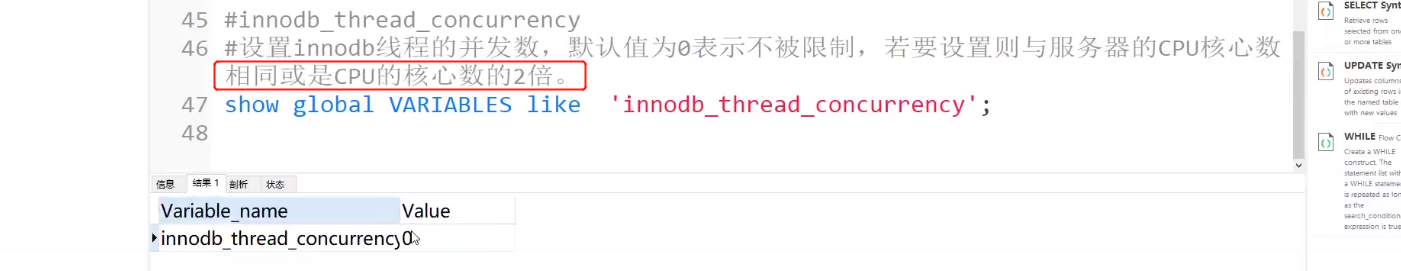 45 #innodb_thread_concurrency
46 #设置innodb线程的并发数，默认值为0表示不被限制，若要设置则与服务器的CPU核心数
相同或是CPU的核心数的2倍。
47 show global VARIABLES like  'innodb_thread_concurrency';
48
信息 结果 1 剖析 状态
Variable_name Value
innodb_thread_concurrency 0
SELECT Synt
Retrieve rows
selected from one
or more tables
UPDATE Syn
Updates columns
of existing rows i
the named table
with new values
WHILE Flow C
Create a WHILE
construct. The
statement list with
a WHILE stateme
is repeated as lon
as the
search_condition
expression is true